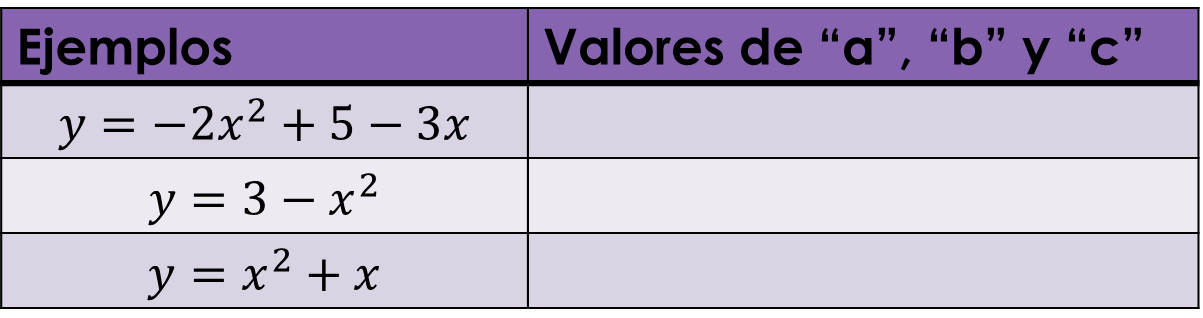 Ejemplos Valores de “a”, “b” y “c”
y = −2x² + 5 − 3x
y = 3 − x²
y = x² + x